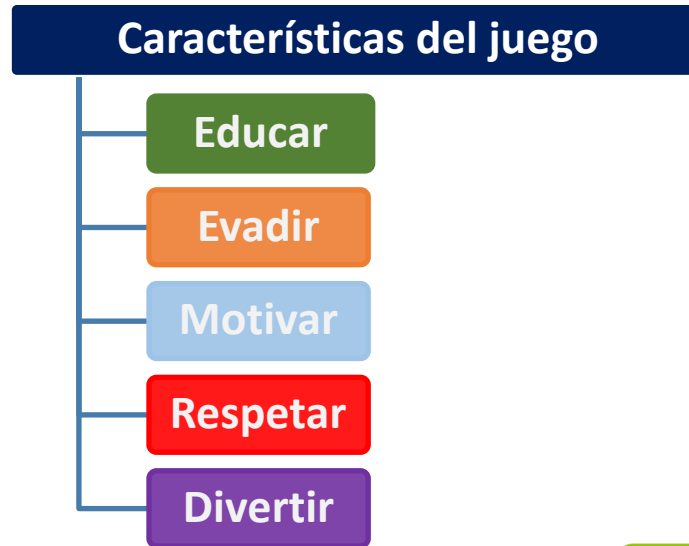 Características del juego
Educar
Evadir
Motivar
Respetar
Divertir